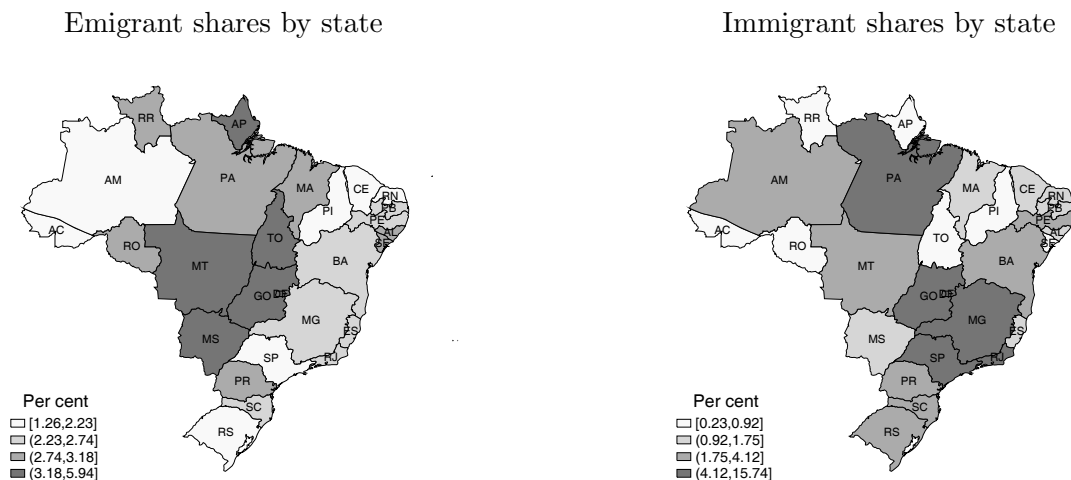 Emigrant shares by state
RR
AP
AM
PA
MA
CE
RN
PB
PE
PI
AL
SE
AC
RO
TO
MT
BA
GO
DF
MG
ES
MS
SP
RJ
PR
SC
RS
Per cent
[1.26,2.23]
(2.23,2.74]
(2.74,3.18]
(3.18,5.94]
Immigrant shares by state
RR
AP
AM
PA
MA
CE
RN
PB
PE
PI
AL
SE
AC
RO
TO
MT
BA
GO
DF
MG
ES
MS
SP
RJ
PR
SC
RS
Per cent
[0.23,0.92]
(0.92,1.75]
(1.75,4.12]
(4.12,15.74]